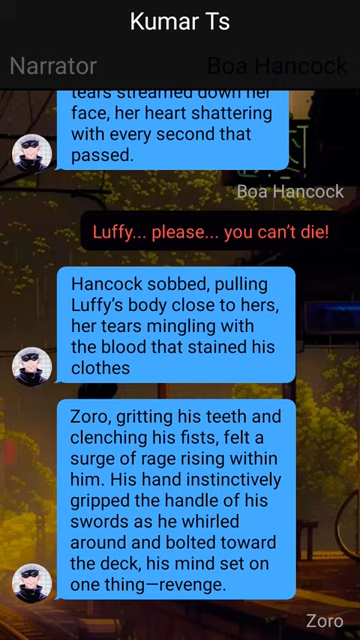 Kumar Ts
Narrator
Boa Hancock
tears streamed down her
face, her heart shattering
with every second that
passed.
Boa Hancock
Luffy... please... you can't die!
Hancock sobbed, pulling
Luffy's body close to hers,
her tears mingling with
the blood that stained his
clothes
Zoro, gritting his teeth and
clenching his fists, felt a
surge of rage rising within
him. His hand instinctively
gripped the handle of his
swords as he whirled
around and bolted toward
the deck, his mind set on
one thing—revenge.
Zoro